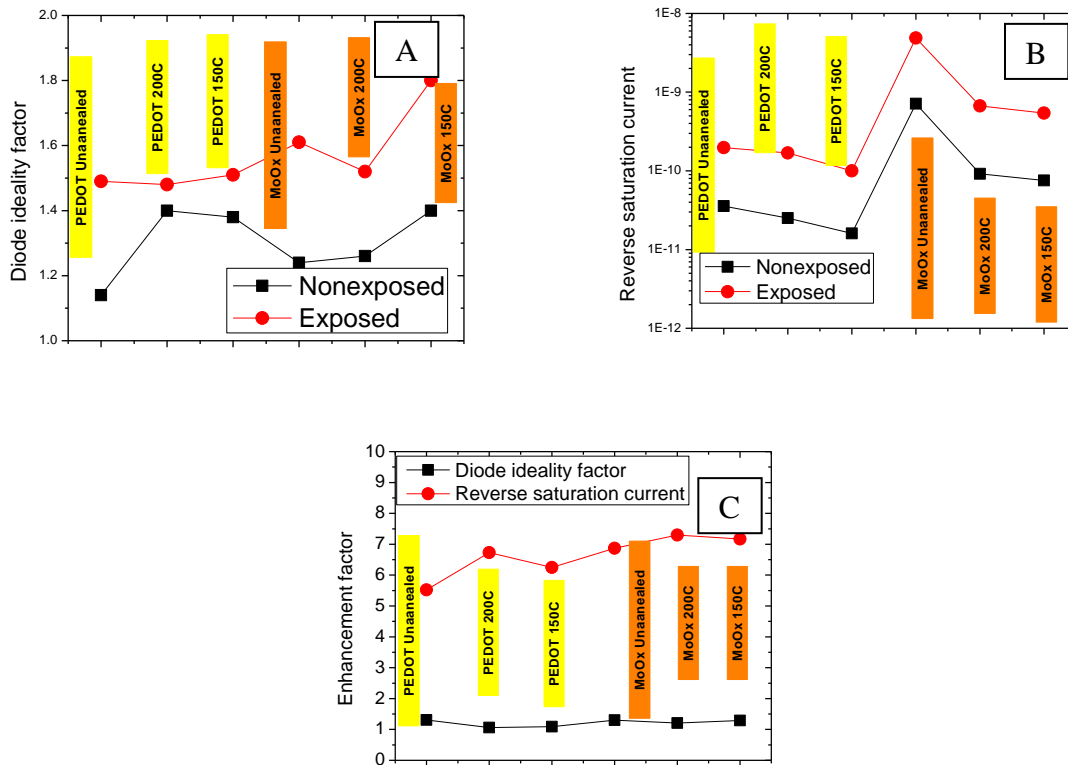 A
2.0
1.8
1.6
1.4
1.2
1.0
Diode ideality factor
PEDOT Unaanealed
PEDOT 200C
PEDOT 150C
MoOx Unaanealed
MoOx 200C
MoOx 150C
Nonexposed
Exposed
B
1E-8
1E-9
1E-10
1E-11
1E-12
Reverse saturation current
PEDOT Unaanealed
PEDOT 200C
PEDOT 150C
MoOx Unaanealed
MoOx 200C
MoOx 150C
Nonexposed
Exposed
C
10
9
8
7
6
5
4
3
2
1
0
Enhancement factor
Diode ideality factor
Reverse saturation current
PEDOT Unaanealed
PEDOT 200C
PEDOT 150C
MoOx Unaanealed
MoOx 200C
MoOx 150C